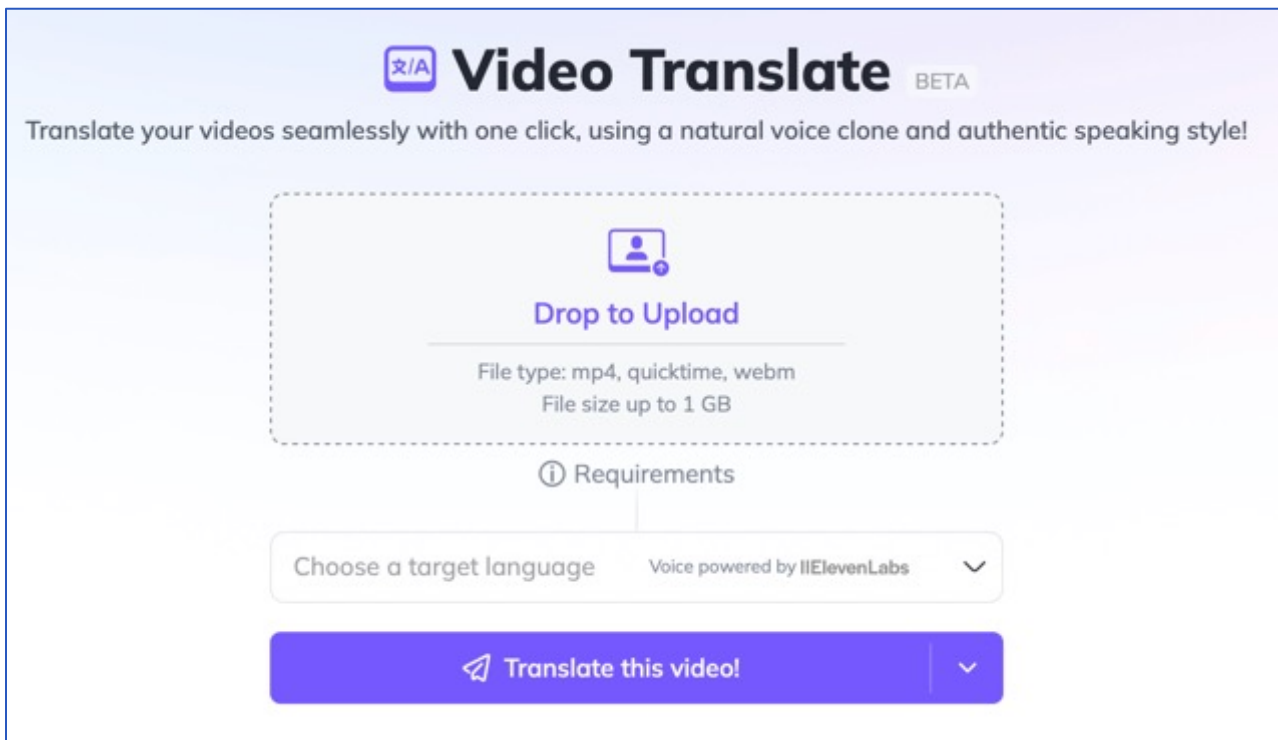 文/A Video Translate BETA
Translate your videos seamlessly with one click, using a natural voice clone and authentic speaking style!
Drop to Upload
File type: mp4, quicktime, webm
File size up to 1 GB
Requirements
Choose a target language Voice powered by IIElevenLabs
Translate this video!